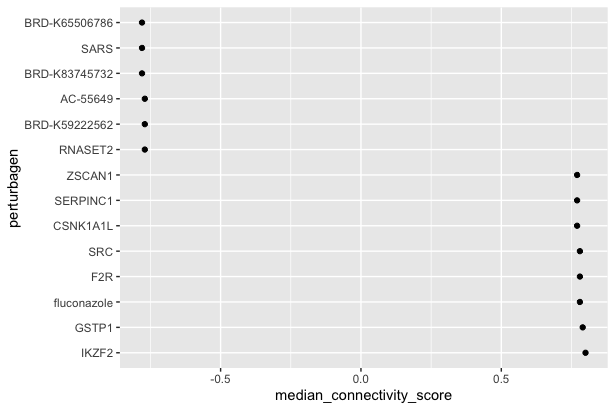 BRD-K65506786
SARS
BRD-K83745732
AC-55649
BRD-K59222562
RNASET2
ZSCAN1
SERPINC1
CSNK1A1L
SRC
F2R
fluconazole
GSTP1
IKZF2
perturbagen
-0.5 0.0 0.5
median_connectivity_score